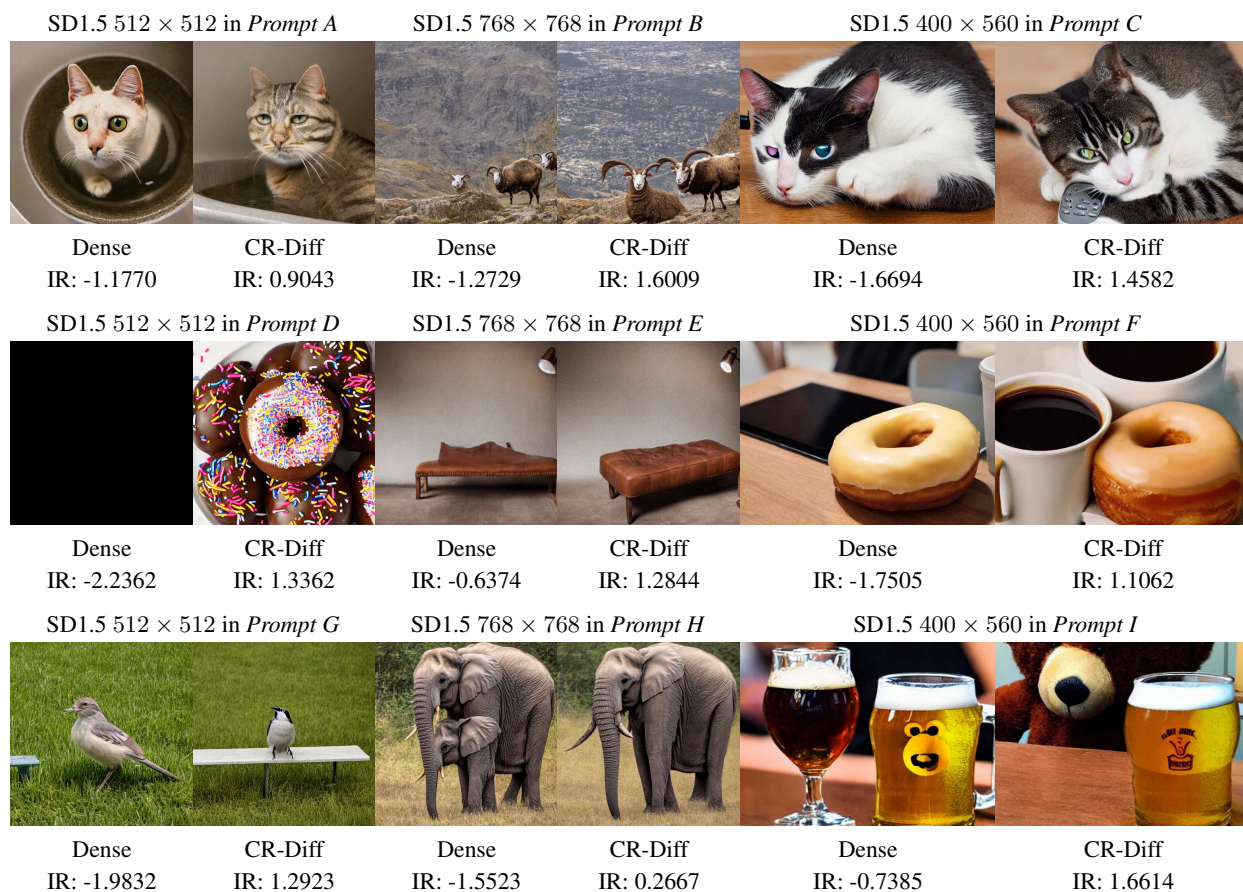 SD1.5 512 × 512 in Prompt A SD1.5 768 × 768 in Prompt B SD1.5 400 × 560 in Prompt C
Dense CR-Diff Dense CR-Diff Dense CR-Diff
IR: -1.1770 IR: 0.9043 IR: -1.2729 IR: 1.6009 IR: -1.6694 IR: 1.4582
SD1.5 512 × 512 in Prompt D SD1.5 768 × 768 in Prompt E SD1.5 400 × 560 in Prompt F
Dense CR-Diff Dense CR-Diff Dense CR-Diff
IR: -2.2362 IR: 1.3362 IR: -0.6374 IR: 1.2844 IR: -1.7505 IR: 1.1062
SD1.5 512 × 512 in Prompt G SD1.5 768 × 768 in Prompt H SD1.5 400 × 560 in Prompt I
Dense CR-Diff Dense CR-Diff Dense CR-Diff
IR: -1.9832 IR: 1.2923 IR: -1.5523 IR: 0.2667 IR: -0.7385 IR: 1.6614